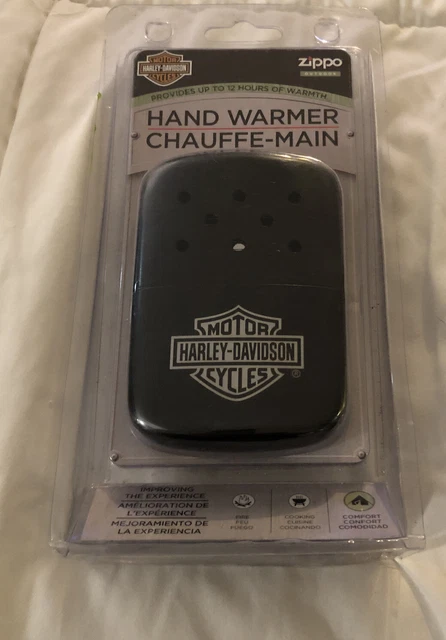 MOTOR
HARLEY-DAVIDSON
CYCLES
zippo
OUTDOOR
PROVIDES UP TO 12 HOURS OF WARMTH
HAND WARMER
CHAUFFE-MAIN
MOTOR
HARLEY-DAVIDSON
CYCLES
®
IMPROVING
THE EXPERIENCE
AMÉLIORATION DE
L'EXPÉRIENCE
MEJORAMIENTO DE
LA EXPERIENCIA
FIRE
FEU
FUEGO
COOKING
CUISINE
COCINANDO
COMFORT
CONFORT
COMODIDAD